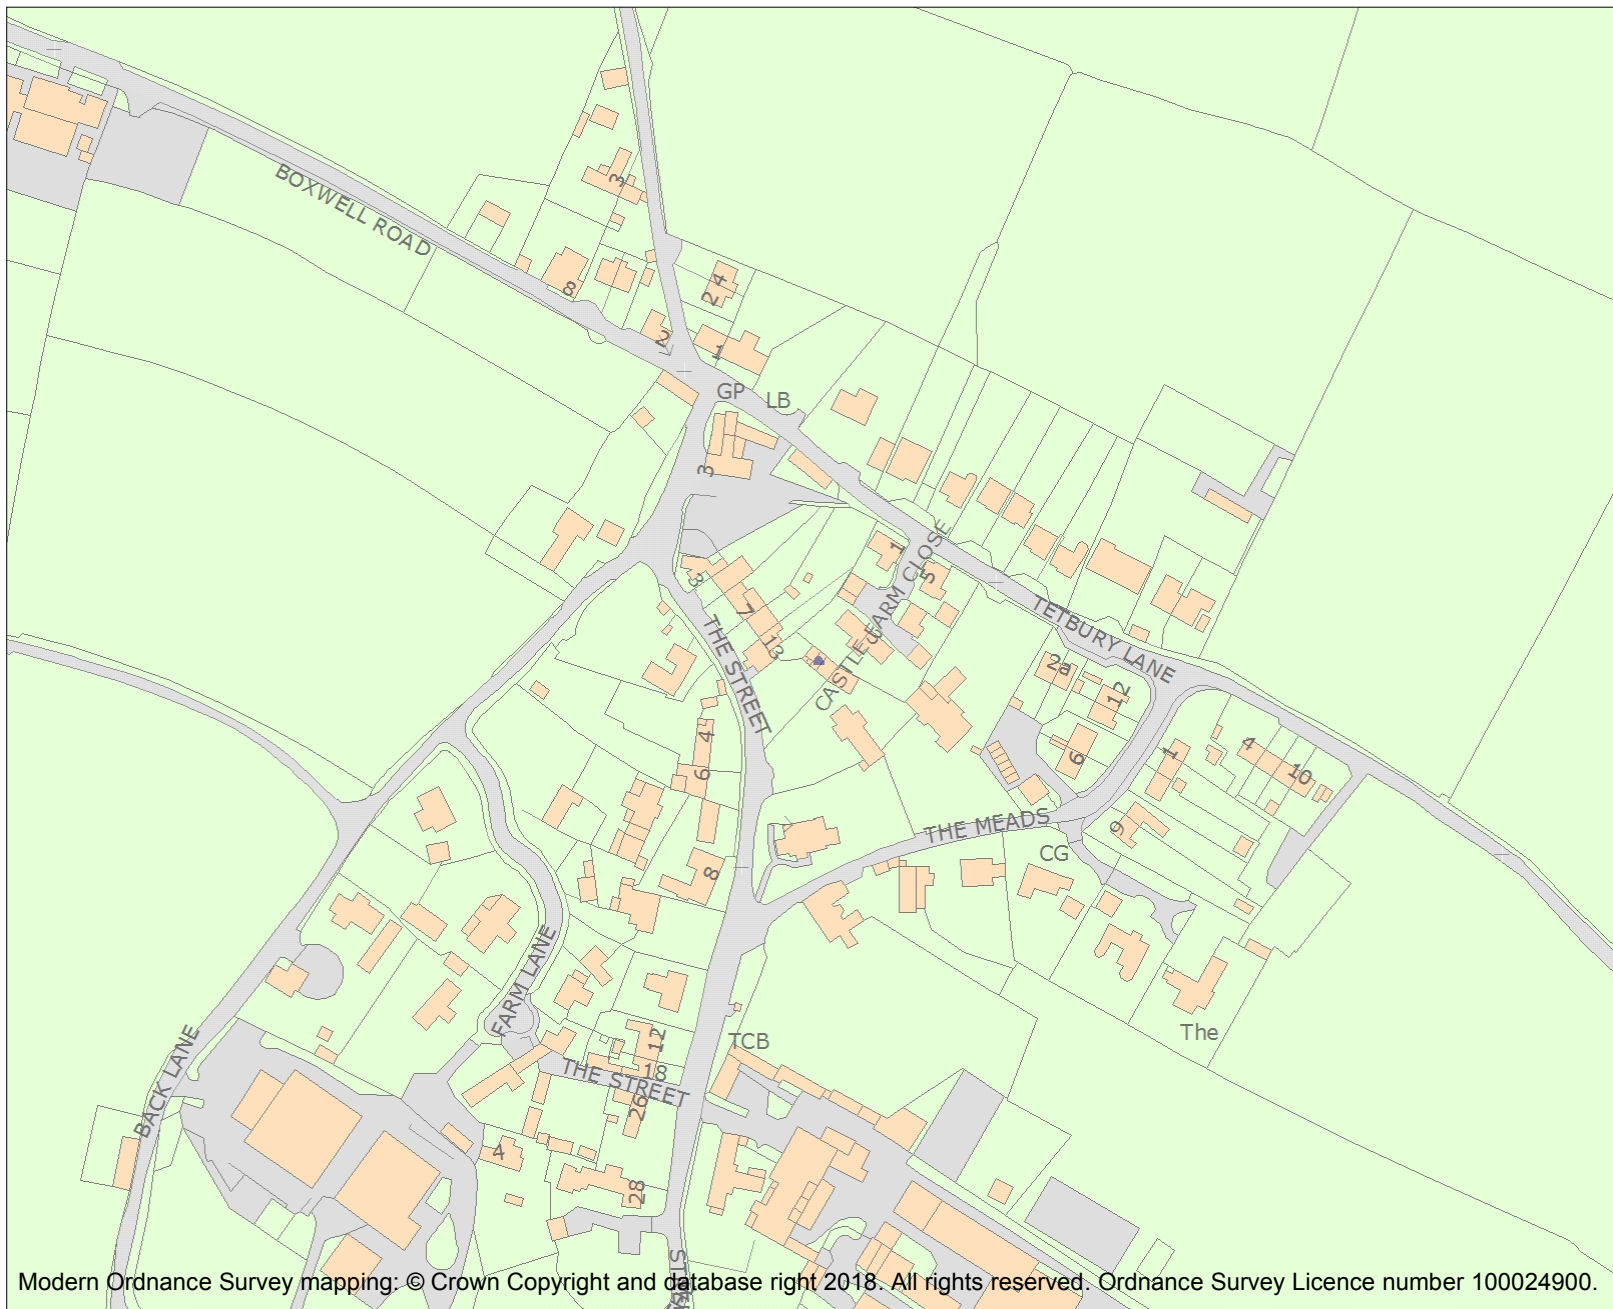 BOXWELL ROAD
3
8
2 4
2
1
GP
LB
3
1
CASTLE FARM CLOSE
5
3
7
13
THE STREET
TETBURY LANE
2a
12
6
4
6
1
4
10
THE MEADS
9
CG
8
FARM LANE
The
BACK LANE
12
TCB
18
THE STREET
26
4
28
Modern Ordnance Survey mapping: © Crown Copyright and database right 2018. All rights reserved. Ordnance Survey Licence number 100024900.